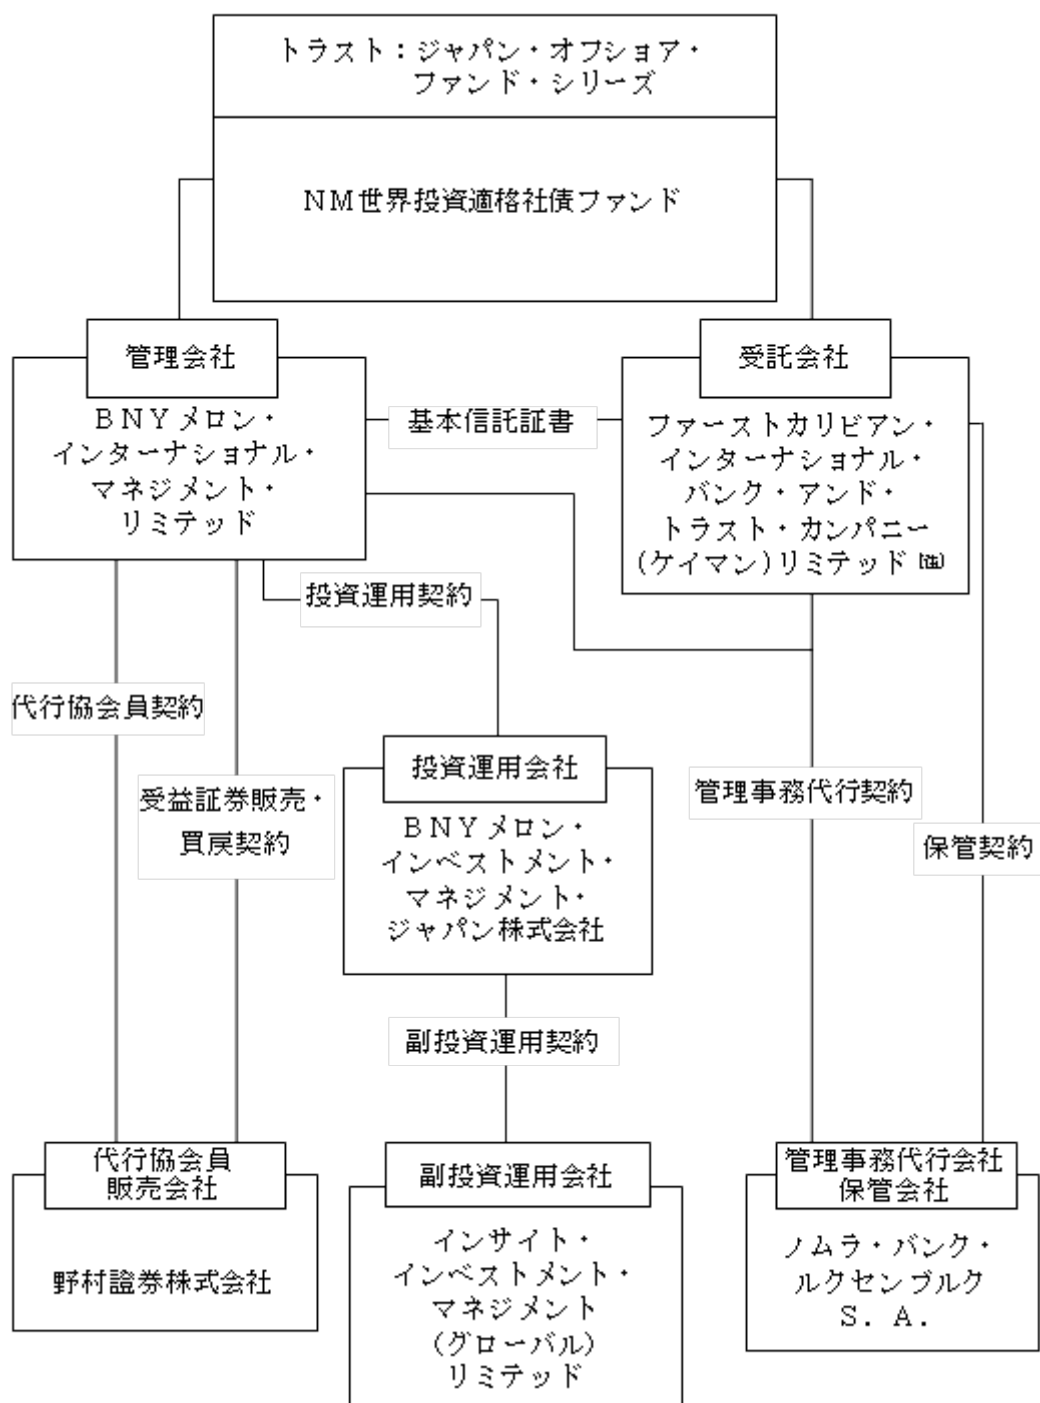 トラスト：ジャパン・オフショア・
ファンド・シリーズ
ＮＭ世界投資適格社債ファンド
管理会社
ＢＮＹメロン・
インターナショナル・
マネジメント・
リミテッド
基本信託証書
受託会社
ファーストカリビアン・
インターナショナル・
バンク・アンド・
トラスト・カンパニー
(ケイマン)リミテッド
投資運用契約
代行協会員契約
受益証券販売・
買戻契約
投資運用会社
ＢＮＹメロン・
インベストメント・
マネジメント・
ジャパン株式会社
管理事務代行契約
保管契約
副投資運用契約
代行協会員
販売会社
野村證券株式会社
副投資運用会社
インサイト・
インベストメント・
マネジメント
(グローバル)
リミテッド
管理事務代行会社
保管会社
ノムラ・バンク・
ルクセンブルク
Ｓ．Ａ．